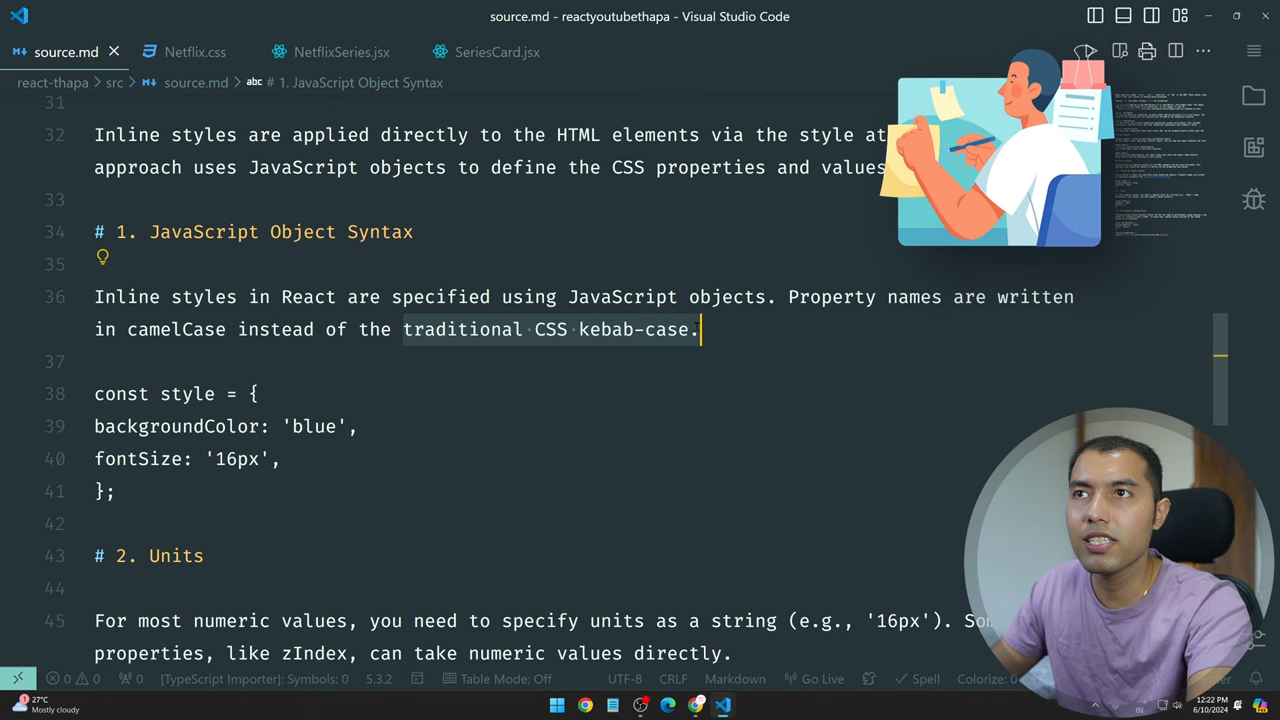 source.md - reactyoutubethapa - Visual Studio Code
source.md
Netflix.css
NetflixSeries.jsx
SeriesCard.jsx
react-thapa > src > source.md > abc # 1. JavaScript Object Syntax
31
32 Inline styles are applied directly to the HTML elements via the style at
approach uses JavaScript objects to define the CSS properties and values
33
34 # 1. JavaScript Object Syntax
35
36 Inline styles in React are specified using JavaScript objects. Property names are written
in camelCase instead of the traditional CSS kebab-case.
37
38 const style = {
39 backgroundColor: 'blue',
40 fontSize: '16px',
41 };
42
43 # 2. Units
44
45 For most numeric values, you need to specify units as a string (e.g., '16px'). So
properties, like zIndex, can take numeric values directly.
0 0 0 [TypeScript Importer]: Symbols: 0 5.3.2 Table Mode: Off UTF-8 CRLF Markdown Go Live Spell Colorize: 0
1 27°C
Mostly cloudy
IN
12:22 PM
6/10/2024